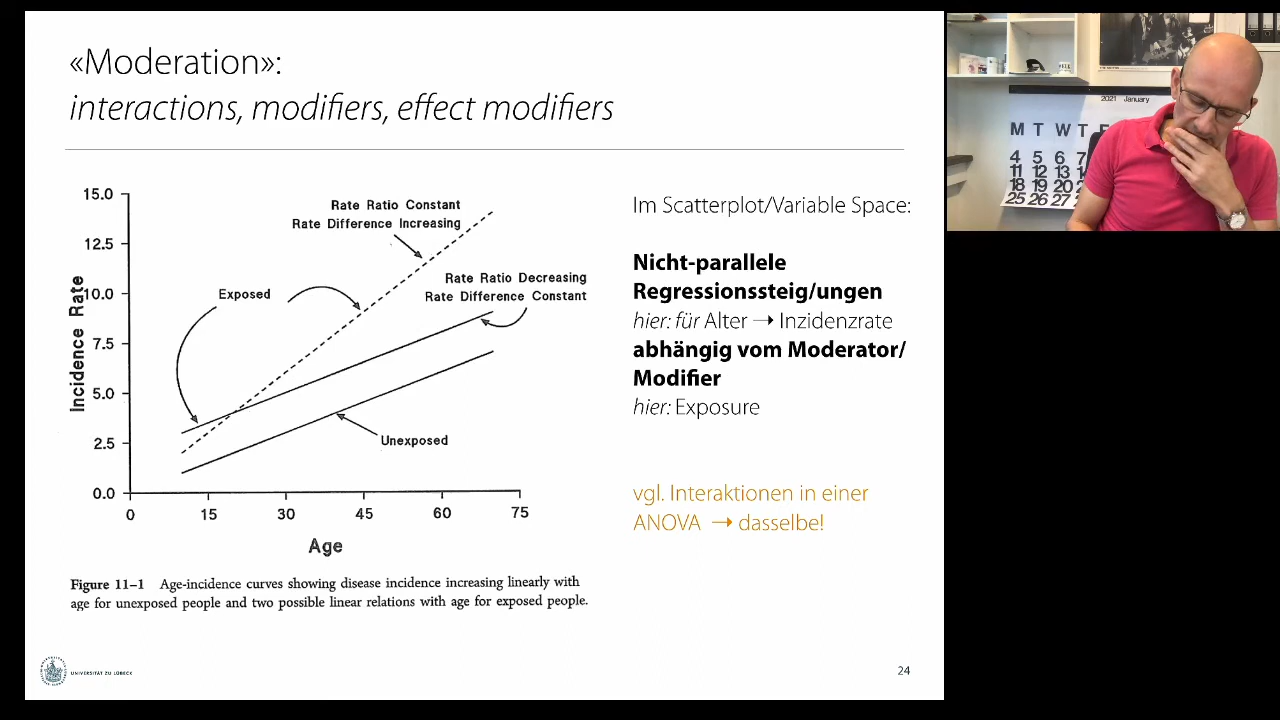 «Moderation»:
interactions, modifiers, effect modifiers
15.0
12.5
10.0
7.5
5.0
2.5
0.0
Incidence Rate
Rate Ratio Constant
Rate Difference Increasing
Rate Ratio Decreasing
Rate Difference Constant
Exposed
Unexposed
0 15 30 45 60 75
Age
Figure 11–1 Age-incidence curves showing disease incidence increasing linearly with
age for unexposed people and two possible linear relations with age for exposed people.
Im Scatterplot/Variable Space:
Nicht-parallele
Regressionssteig/ungen
hier: für Alter → Inzidenzrate
abhängig vom Moderator/
Modifier
hier: Exposure
vgl. Interaktionen in einer
ANOVA → dasselbe!
UNIVERSITÄT ZU LÜBECK
24
2021 January
M T W T F
4 5 6 7
11 12 13
18 19 20
25 26 27